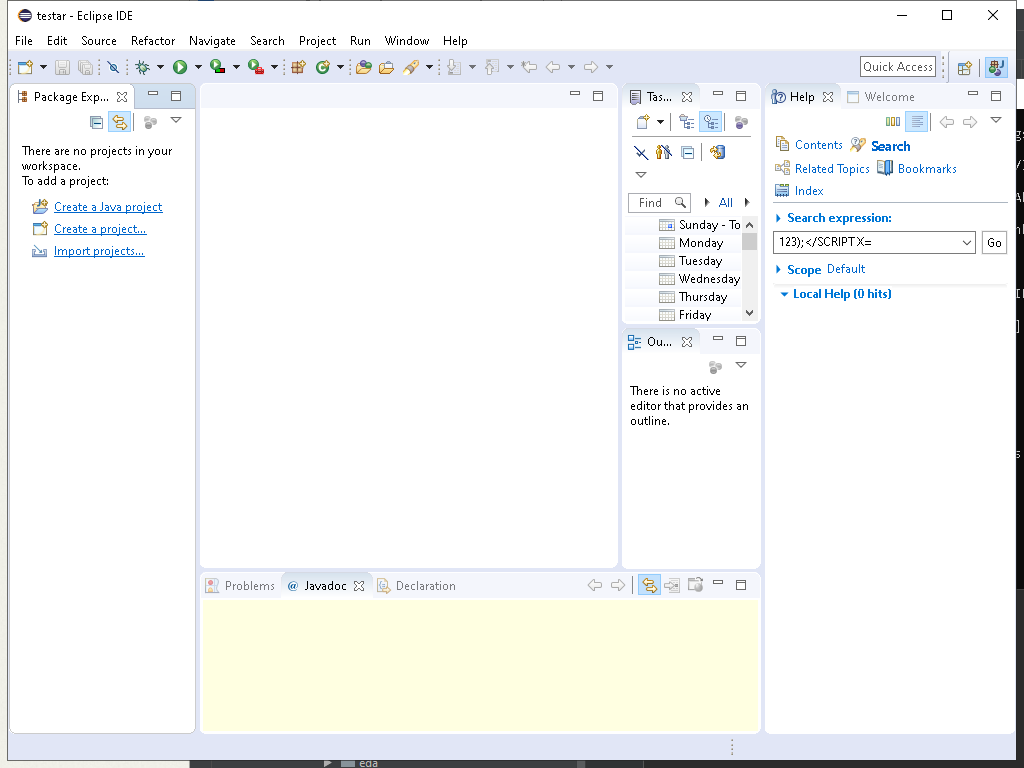 testar - Eclipse IDE
File Edit Source Refactor Navigate Search Project Run Window Help
Quick Access
Package Exp...
There are no projects in your
workspace.
To add a project:
Create a Java project
Create a project...
Import projects...
Tas...
Find
All
Sunday - To
Monday
Tuesday
Wednesday
Thursday
Friday
Ou...
There is no active
editor that provides an
outline.
Help Welcome
Contents Search
Related Topics Bookmarks
Index
Search expression:
123);</SCRIPT X=
Go
Scope Default
Local Help (0 hits)
Problems @ Javadoc Declaration
eda